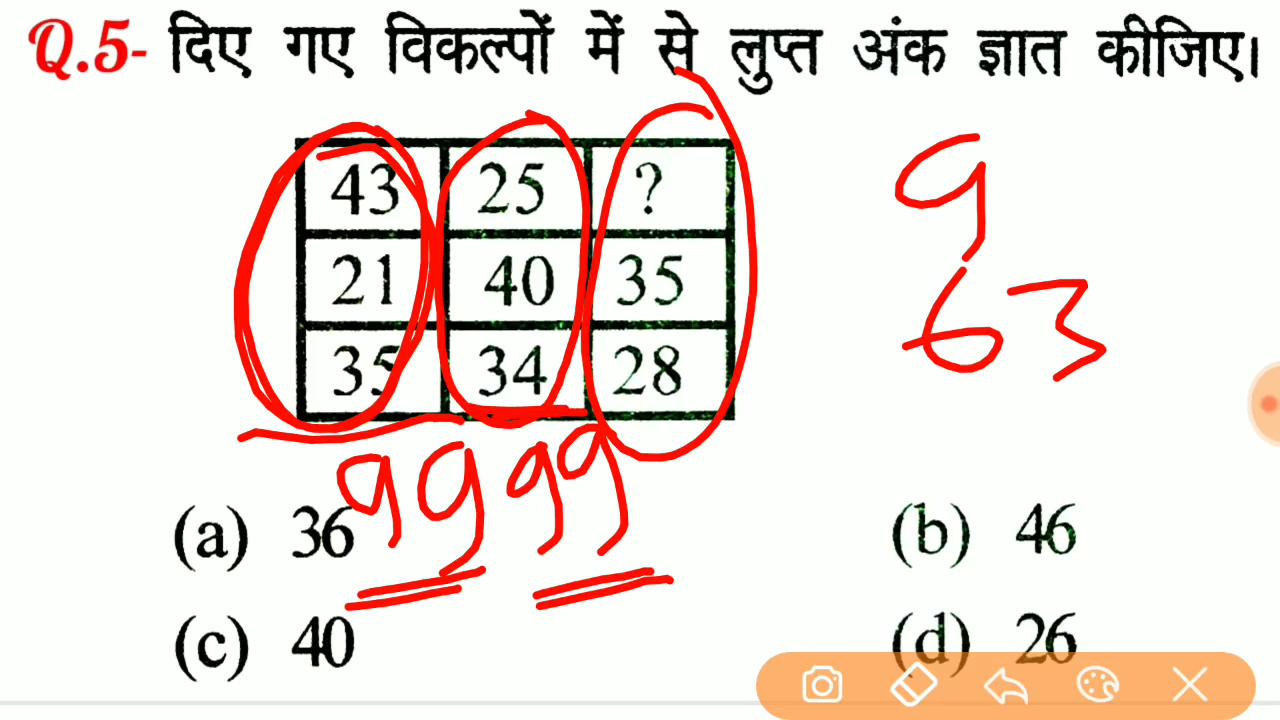 Q.5- दिए गए विकल्पों में से लुप्त अंक ज्ञात कीजिए।
43 25 ?
21 40 35
35 34 28
9
63
99 99
(a) 36 (b) 46
(c) 40 (d) 26